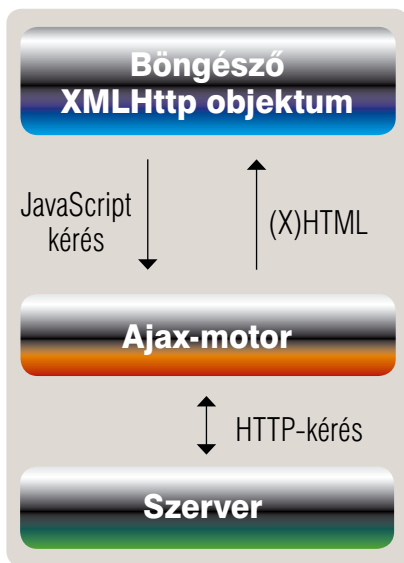 Böngésző
XMLHttp objektum
JavaScript
kérés
(X)HTML
Ajax-motor
HTTP-kérés
Szerver